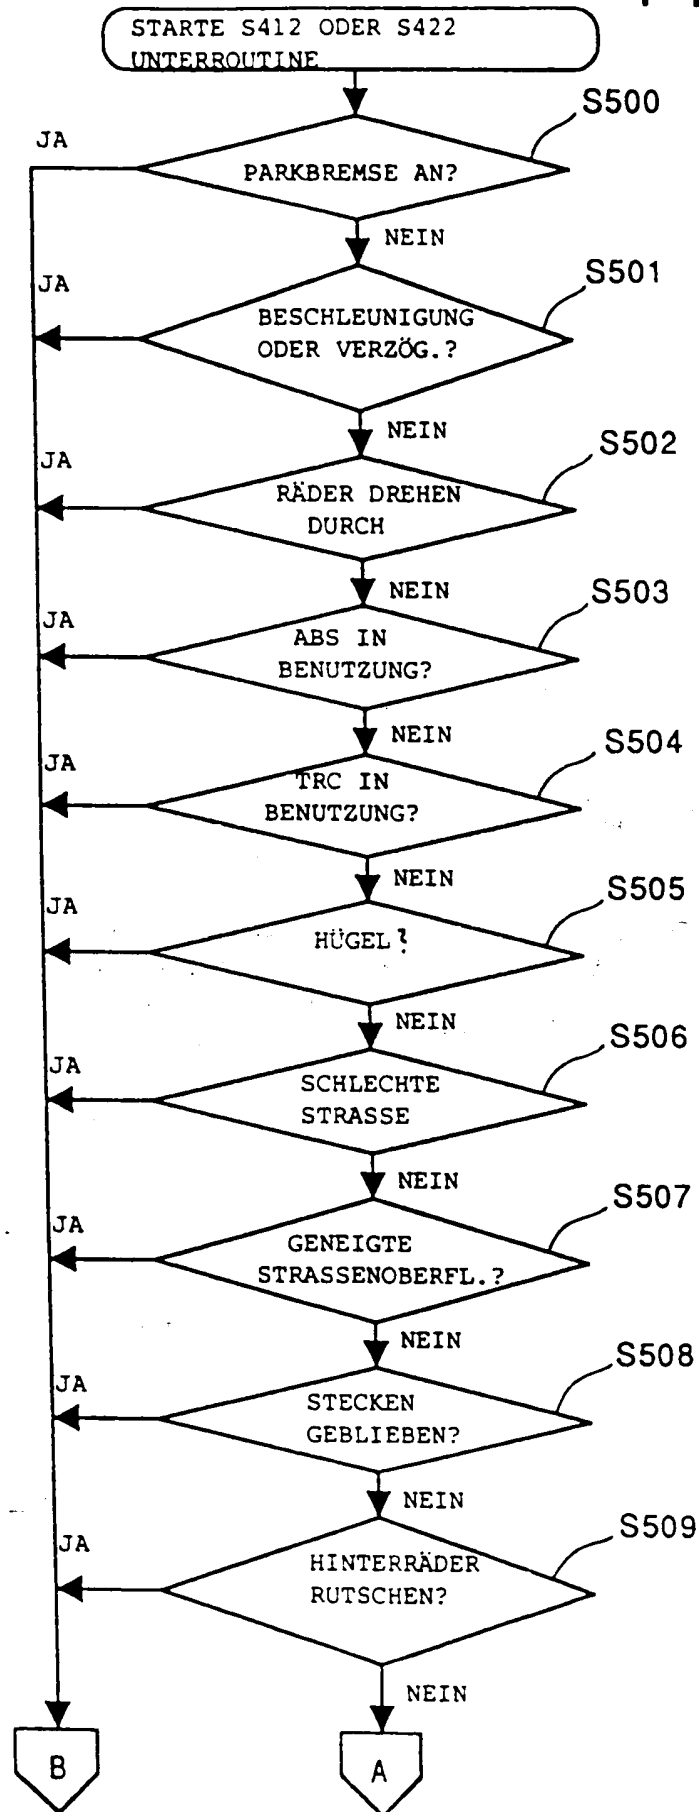 STARTE S412 ODER S422
UNTERROUTINE
S500
JA
PARKBREMSE AN?
NEIN
S501
JA
BESCHLEUNIGUNG
ODER VERZÖG.?
NEIN
S502
JA
RÄDER DREHEN
DURCH
NEIN
S503
JA
ABS IN
BENUTZUNG?
NEIN
S504
JA
TRC IN
BENUTZUNG?
NEIN
S505
JA
HÜGEL?
NEIN
S506
JA
SCHLECHTE
STRASSE
NEIN
S507
JA
GENEIGTE
STRASSENOBERFL.?
NEIN
S508
JA
STECKEN
GEBLIEBEN?
NEIN
S509
JA
HINTERRÄDER
RUTSCHEN?
NEIN
B
A